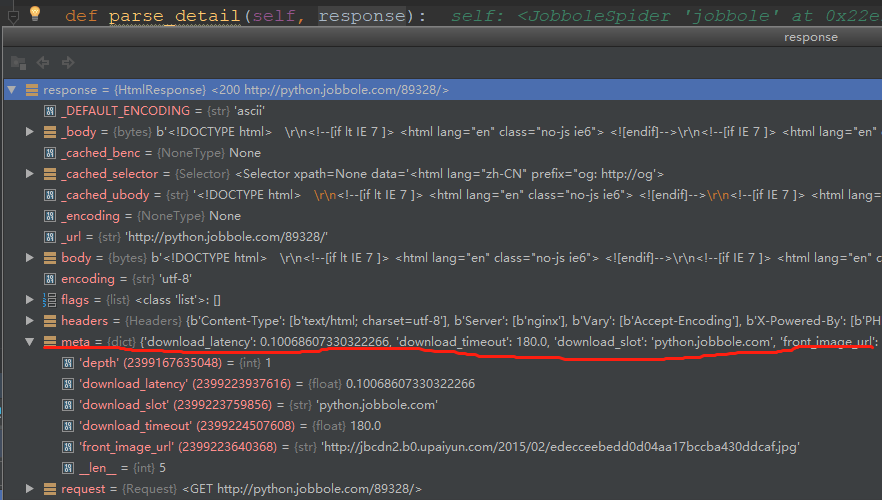 def parse_detail(self, response):   self: <JobboleSpider 'jobbole' at 0x22e
response
response = {HtmlResponse} <200 http://python.jobbole.com/89328/>
_DEFAULT_ENCODING = {str} 'ascii'
_body = {bytes} b'<!DOCTYPE html>   \r\n<!--[if lt IE 7 ]> <html lang="en" class="no-js ie6"> <![endif]-->\r\n<!--[if IE 7 ]> <html lang="en"
_cached_benc = {NoneType} None
_cached_selector = {Selector} <Selector xpath=None data='<html lang="zh-CN" prefix="og: http://og'>
_cached_ubody = {str} '<!DOCTYPE html>   \r\n<!--[if lt IE 7 ]> <html lang="en" class="no-js ie6"> <![endif]-->\r\n<!--[if IE 7 ]> <html lang
_encoding = {NoneType} None
_url = {str} 'http://python.jobbole.com/89328/'
body = {bytes} b'<!DOCTYPE html>   \r\n<!--[if lt IE 7 ]> <html lang="en" class="no-js ie6"> <![endif]-->\r\n<!--[if IE 7 ]> <html lang="en"
encoding = {str} 'utf-8'
flags = {list} <class 'list'>: []
headers = {Headers} {b'Content-Type': [b'text/html; charset=utf-8'], b'Server': [b'nginx'], b'Vary': [b'Accept-Encoding'], b'X-Powered-By': [b'PH
meta = {dict} {'download_latency': 0.10068607330322266, 'download_timeout': 180.0, 'download_slot': 'python.jobbole.com', 'front_image_url':
'depth' (2399167635048) = {int} 1
'download_latency' (2399223937616) = {float} 0.10068607330322266
'download_slot' (2399223759856) = {str} 'python.jobbole.com'
'download_timeout' (2399224507608) = {float} 180.0
'front_image_url' (2399223640368) = {str} 'http://jbcdn2.b0.upaiyun.com/2015/02/edecceebedd0d04aa17bccba430ddcaf.jpg'
__len__ = {int} 5
request = {Request} <GET http://python.jobbole.com/89328/>